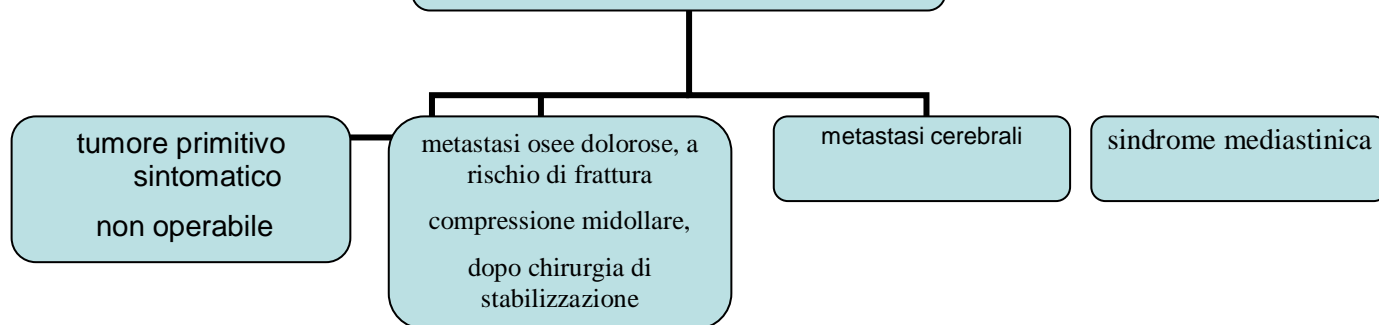 tumore primitivo
sintomatico
non operabile
metastasi osee dolorose, a
rischio di frattura
compressione midollare,
dopo chirurgia di
stabilizzazione
metastasi cerebrali
sindrome mediastinica